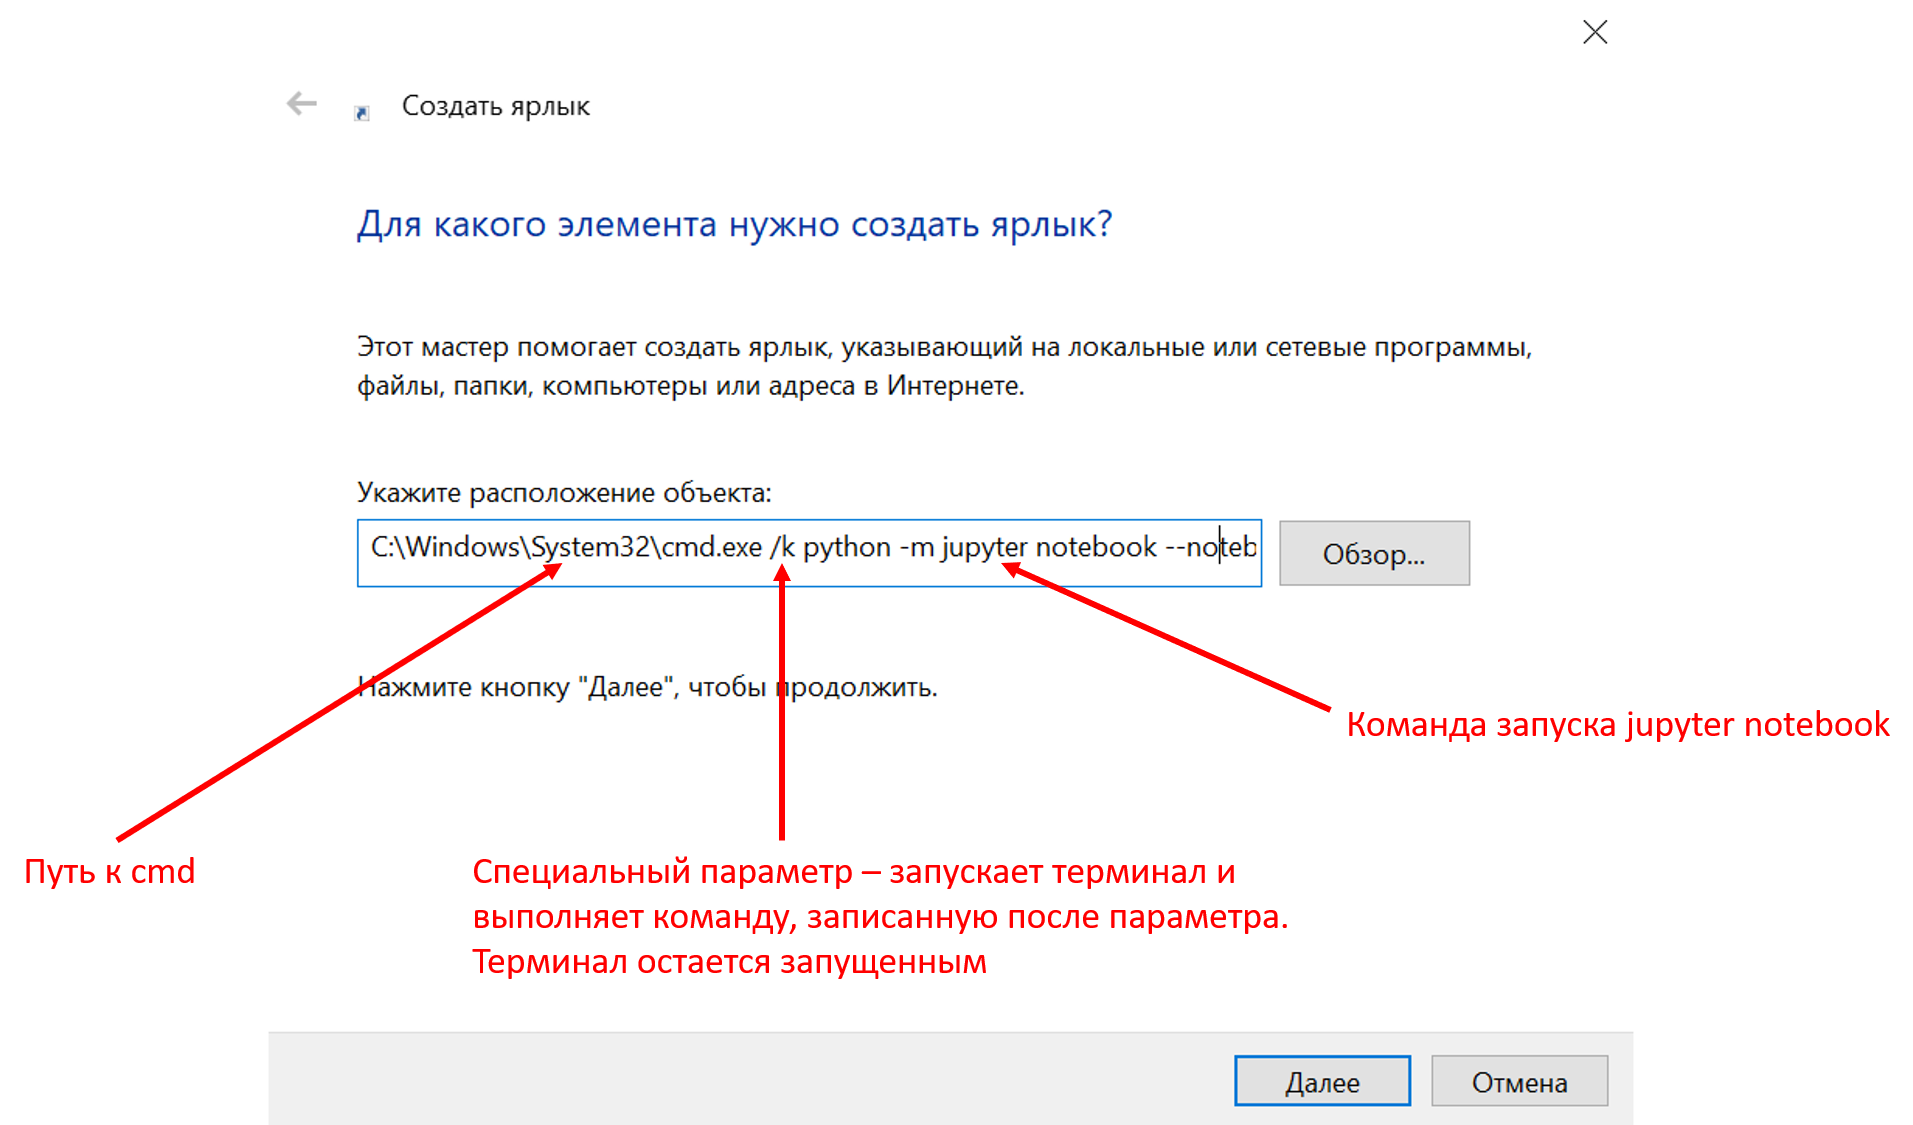 Создать ярлык
Для какого элемента нужно создать ярлык?
Этот мастер помогает создать ярлык, указывающий на локальные или сетевые программы,
файлы, папки, компьютеры или адреса в Интернете.
Укажите расположение объекта:
C:\Windows\System32\cmd.exe /k python -m jupyter notebook --noteb
Обзор...
Нажмите кнопку "Далее", чтобы продолжить.
Команда запуска jupyter notebook
Путь к cmd
Специальный параметр – запускает терминал и
выполняет команду, записанную после параметра.
Терминал остается запущенным
Далее
Отмена